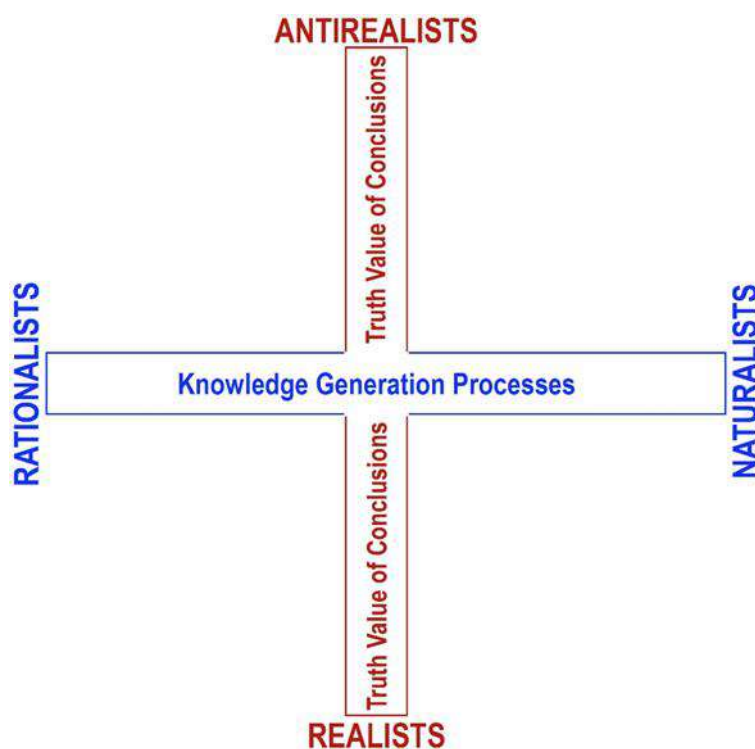 ANTIREALISTS
Truth Value of Conclusions
RATIONALISTS
Knowledge Generation Processes
NATURALISTS
Truth Value of Conclusions
REALISTS